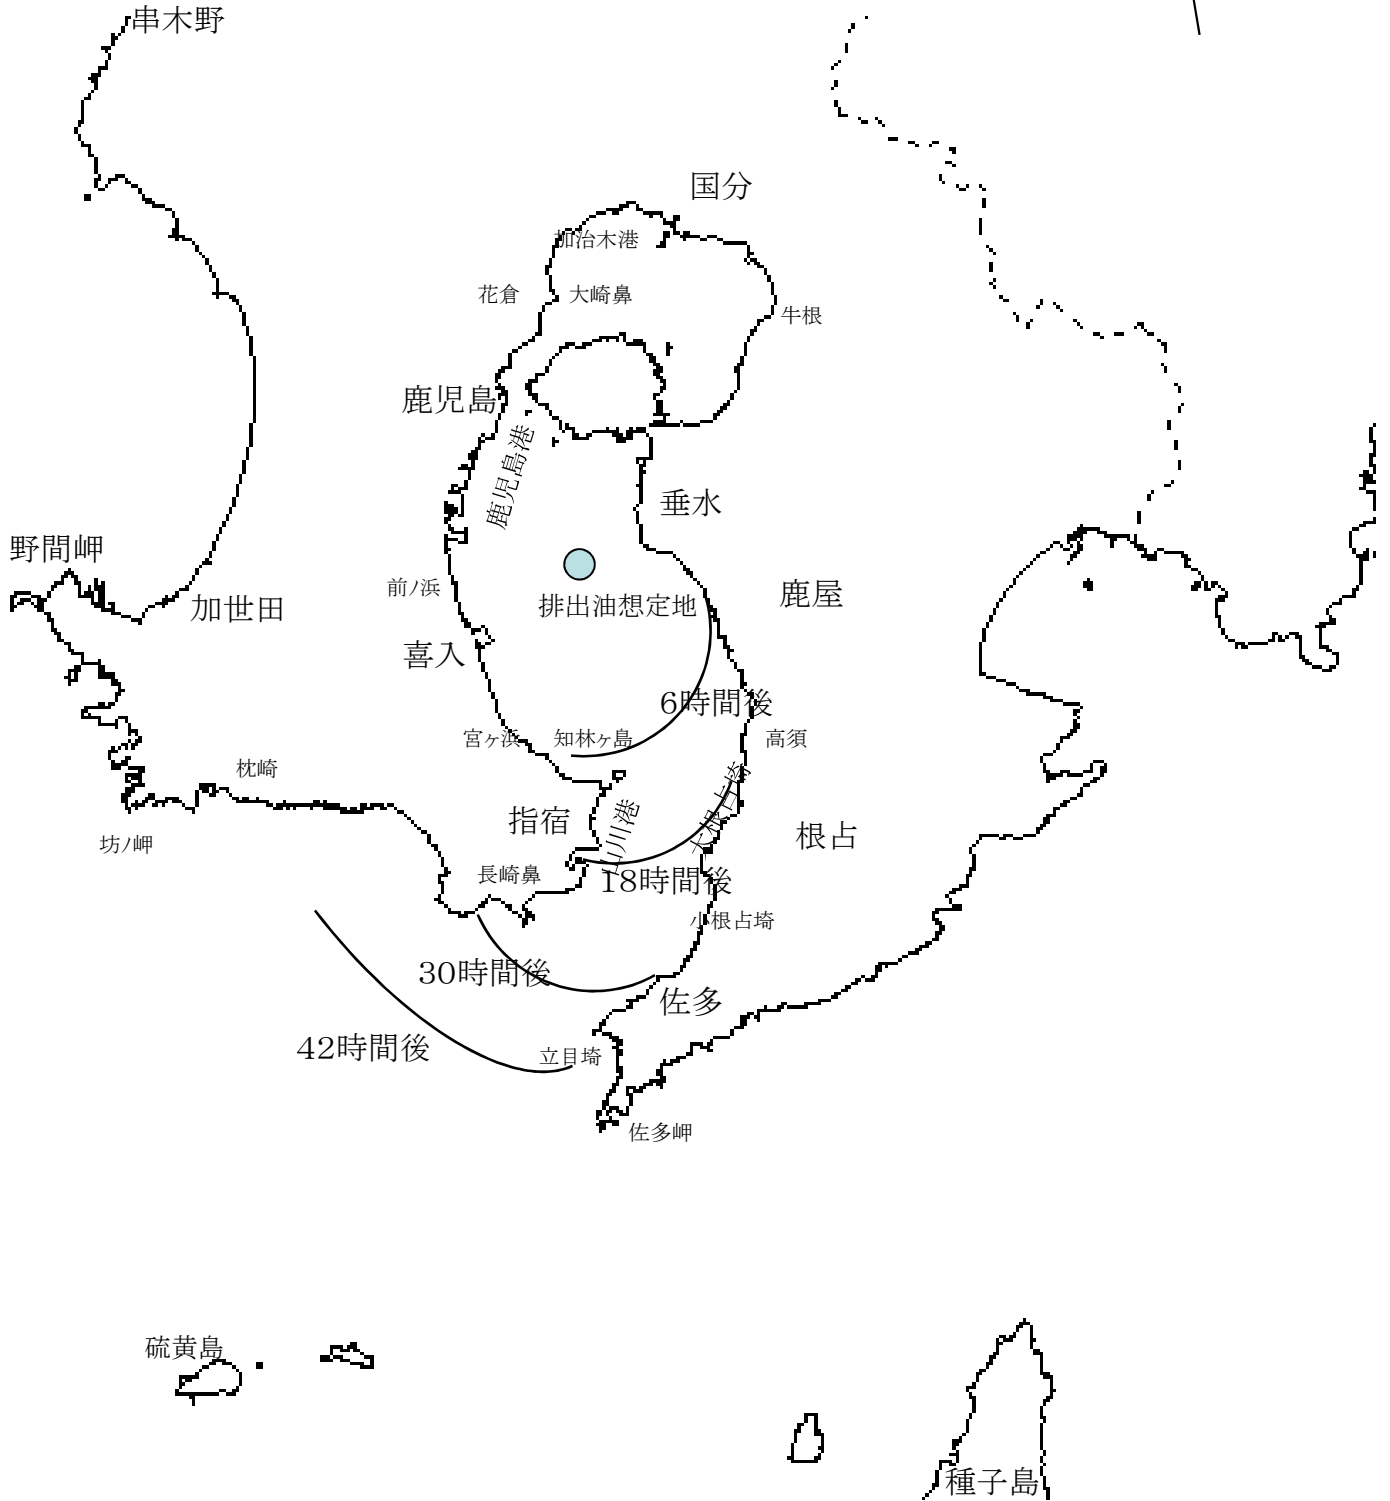 串木野
国分
加治木港
花倉
大崎鼻
牛根
鹿児島
鹿児島港
垂水
野間岬
前ノ浜
加世田
排出油想定地
鹿屋
喜入
6時間後
宮ヶ浜
知林ヶ島
高須
枕崎
大根占埼
指宿
山川港
根占
坊ノ岬
長崎鼻
18時間後
小根占埼
30時間後
佐多
42時間後
立目埼
佐多岬
硫黄島
種子島